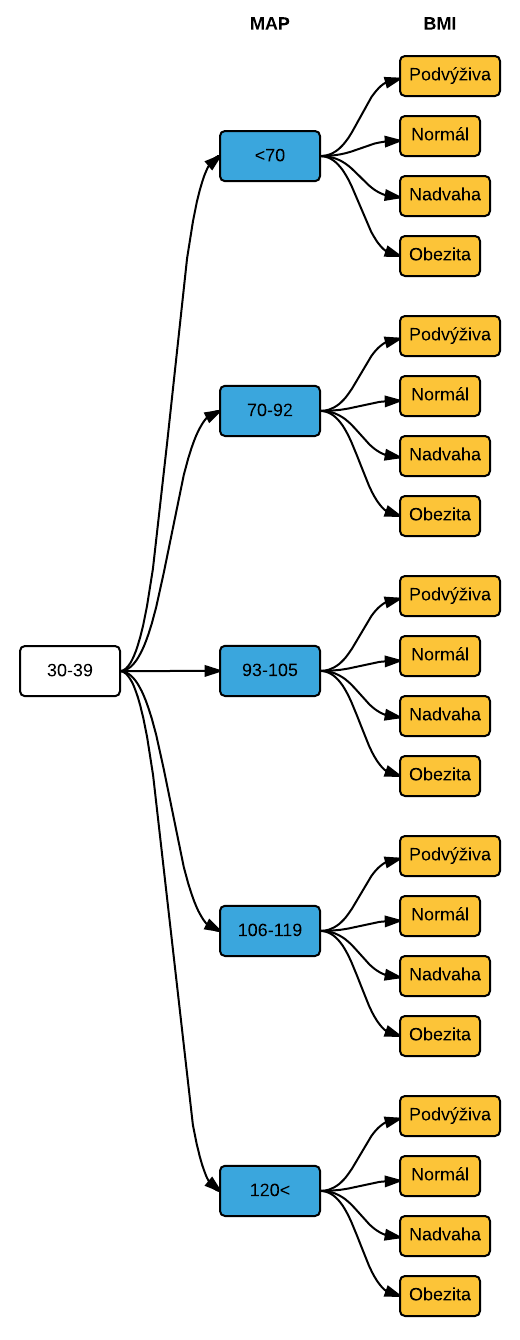 MAP
BMI
30-39
<70
Podvýživa
Normál
Nadvaha
Obezita
70-92
Podvýživa
Normál
Nadvaha
Obezita
93-105
Podvýživa
Normál
Nadvaha
Obezita
106-119
Podvýživa
Normál
Nadvaha
Obezita
120<
Podvýživa
Normál
Nadvaha
Obezita